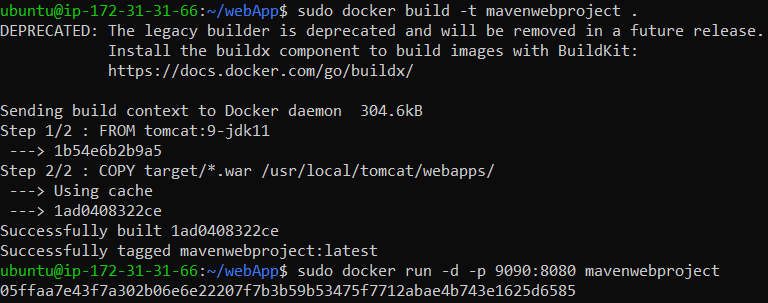 ubuntu@ip-172-31-31-66:~/webApp$ sudo docker build -t mavenwebproject .
DEPRECATED: The legacy builder is deprecated and will be removed in a future release.
            Install the buildx component to build images with BuildKit:
            https://docs.docker.com/go/buildx/

Sending build context to Docker daemon  304.6kB
Step 1/2 : FROM tomcat:9-jdk11
 ---> 1b54e6b2b9a5
Step 2/2 : COPY target/*.war /usr/local/tomcat/webapps/
 ---> Using cache
 ---> 1ad0408322ce
Successfully built 1ad0408322ce
Successfully tagged mavenwebproject:latest
ubuntu@ip-172-31-31-66:~/webApp$ sudo docker run -d -p 9090:8080 mavenwebproject
05ffaa7e43f7a302b06e6e22207f7b3b59b53475f7712abae4b743e1625d6585